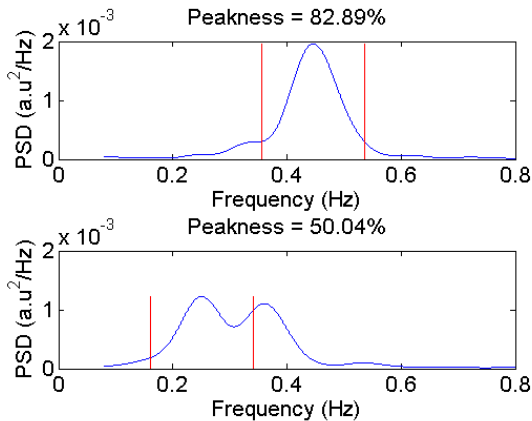 Peakness = 82.89%
x 10⁻³
PSD (a.u²/Hz)
2
1
0
0 0.2 0.4 0.6 0.8
Frequency (Hz)
Peakness = 50.04%
x 10⁻³
PSD (a.u²/Hz)
2
1
0
0 0.2 0.4 0.6 0.8
Frequency (Hz)